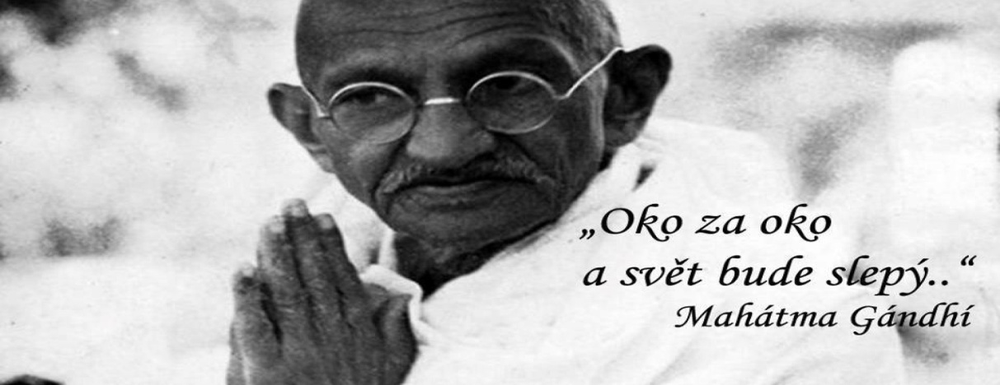 „Oko za oko
a svět bude slepý..“
Mahátma Gándhí